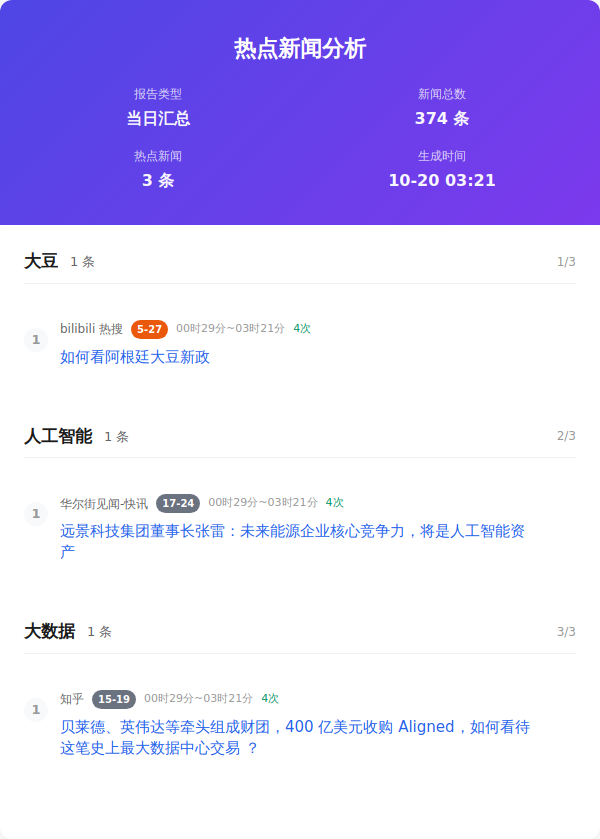 热点新闻分析
报告类型
新闻总数
当日汇总
374 条
热点新闻
生成时间
3 条
10-20 03:21
大豆 1 条 1/3
1 bilibili 热搜 5-27 00时29分~03时21分 4次
如何看阿根廷大豆新政
人工智能 1 条 2/3
1 华尔街见闻-快讯 17-24 00时29分~03时21分 4次
远景科技集团董事长张雷：未来能源企业核心竞争力，将是人工智能资
产
大数据 1 条 3/3
1 知乎 15-19 00时29分~03时21分 4次
贝莱德、英伟达等牵头组成财团，400 亿美元收购 Aligned，如何看待
这笔史上最大数据中心交易 ？